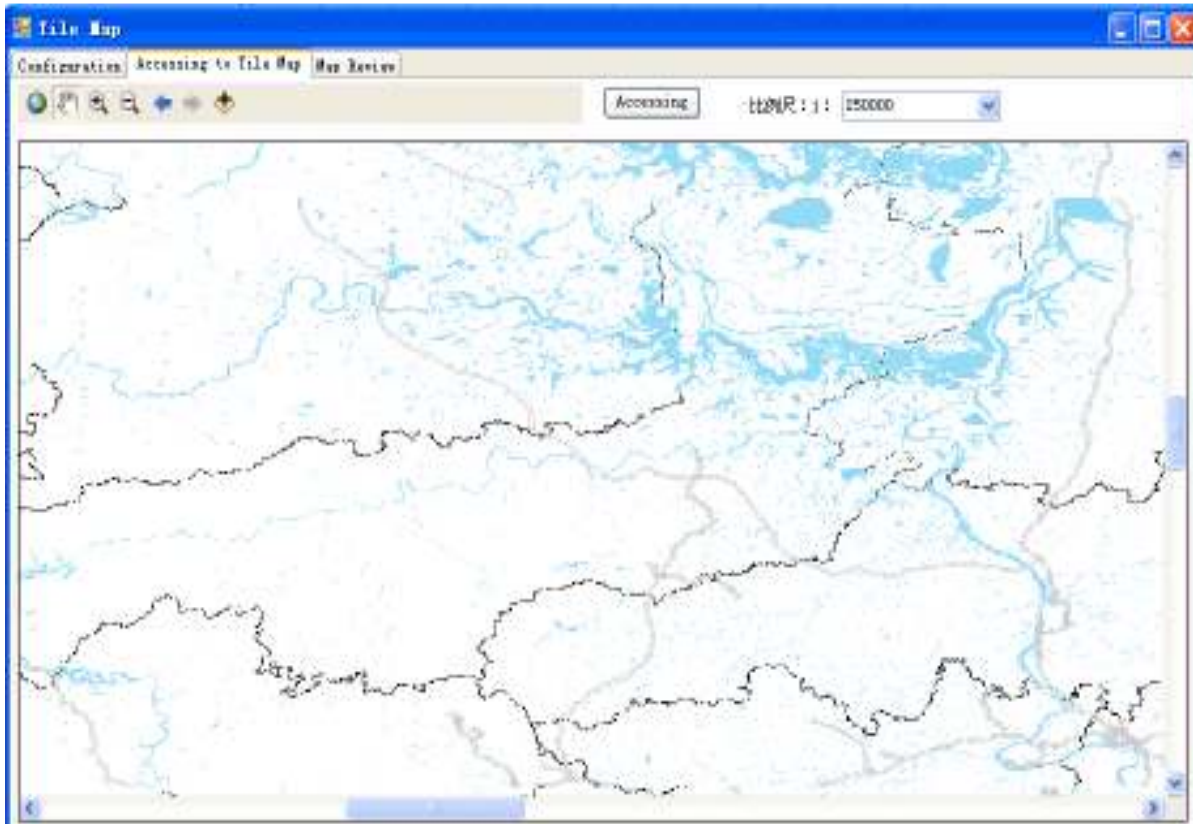 Tile Map
Configuration Accessing to Tile Map Map Review
Accessing 比例尺:1: 250000